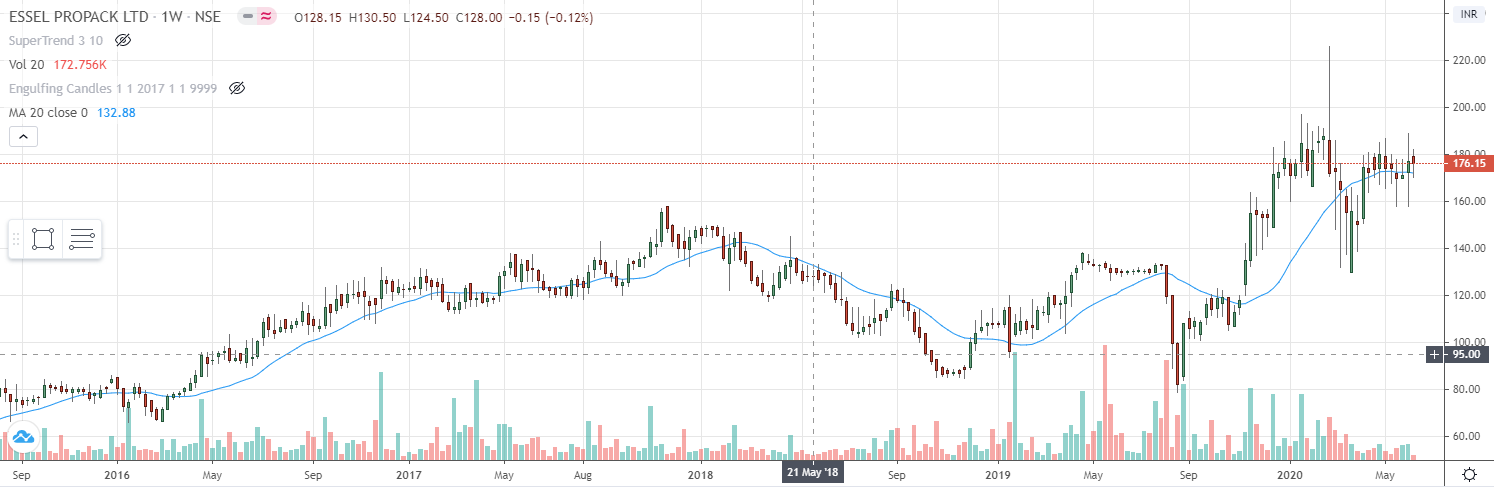 ESSEL PROPACK LTD · 1W · NSE O128.15 H130.50 L124.50 C128.00 −0.15 (−0.12%) INR
SuperTrend 3 10
Vol 20 172.756K
Engulfing Candles 1 1 2017 1 1 9999
MA 20 close 0 132.88
220.00
200.00
180.00
176.15
160.00
140.00
120.00
100.00
95.00
80.00
60.00
Sep 2016 May Sep 2017 May Aug 2018 21 May '18 Sep 2019 May Sep 2020 May